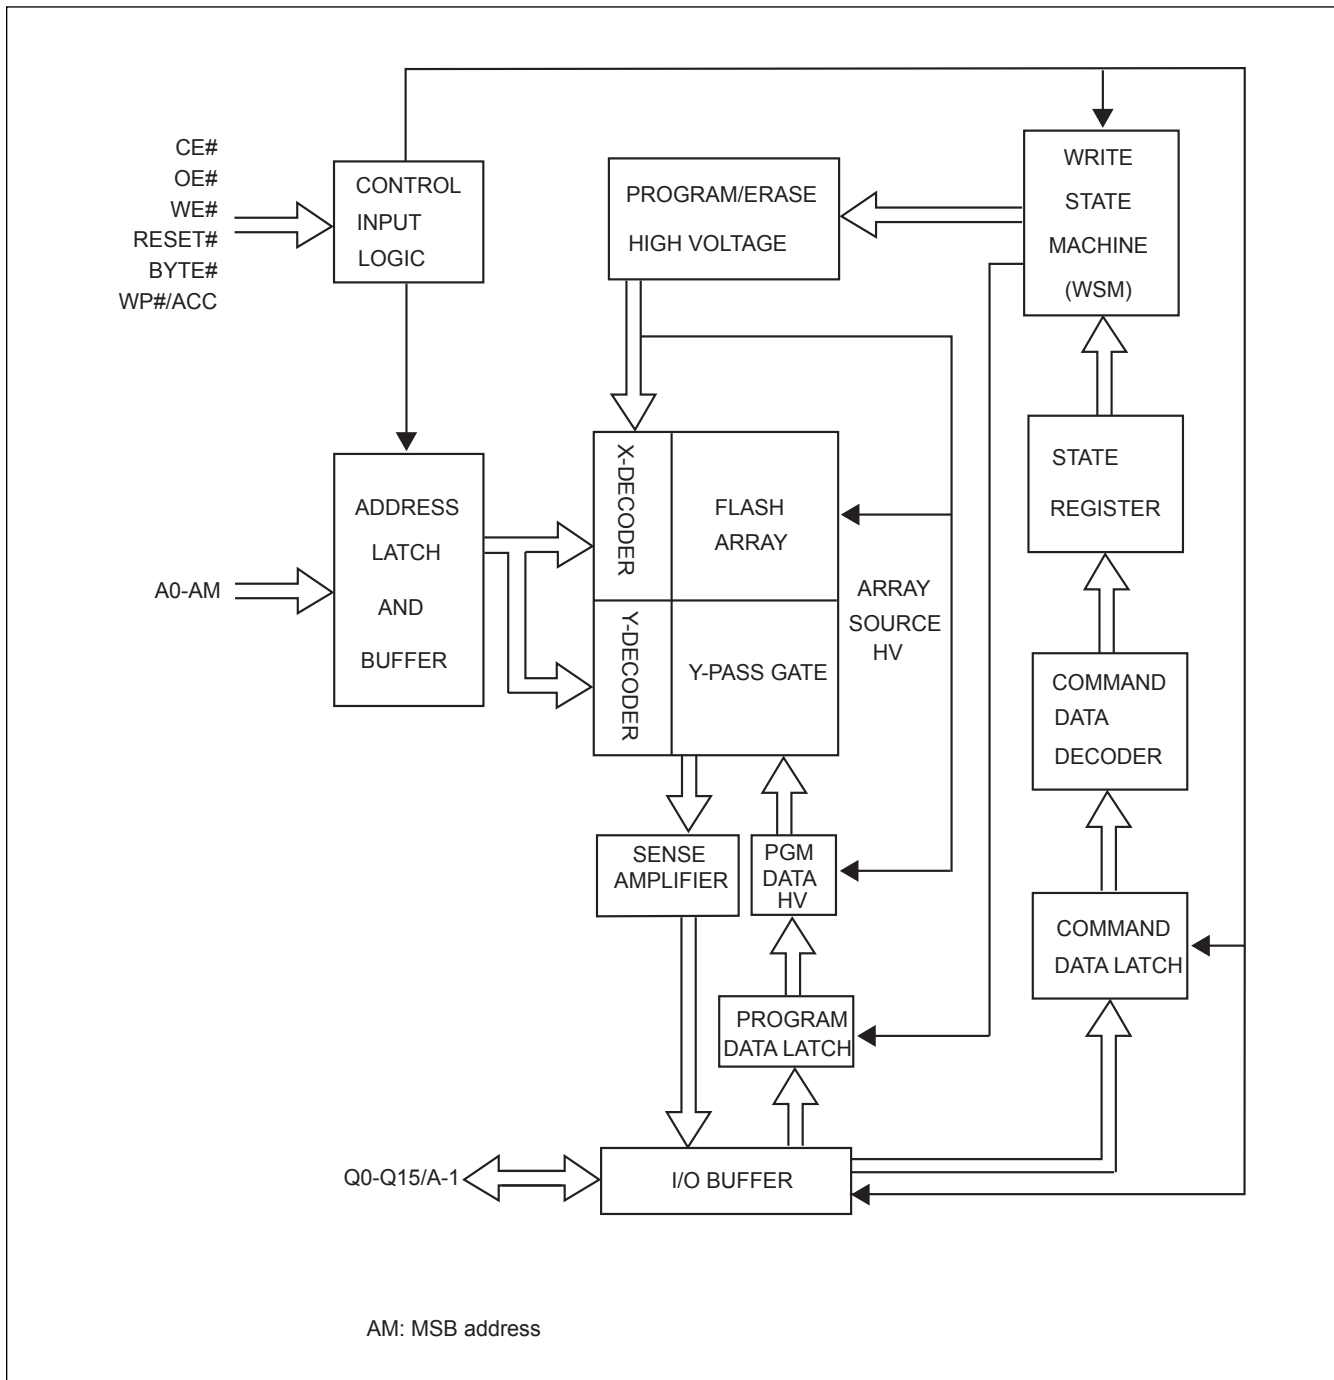 CE#
OE#
WE#
RESET#
BYTE#
WP#/ACC
CONTROL
INPUT
LOGIC
PROGRAM/ERASE
HIGH VOLTAGE
WRITE
STATE
MACHINE
(WSM)
STATE
REGISTER
A0-AM
ADDRESS
LATCH
AND
BUFFER
X-DECODER
FLASH
ARRAY
Y-DECODER
Y-PASS GATE
ARRAY
SOURCE
HV
COMMAND
DATA
DECODER
SENSE
AMPLIFIER
PGM
DATA
HV
COMMAND
DATA LATCH
PROGRAM
DATA LATCH
Q0-Q15/A-1
I/O BUFFER
AM: MSB address